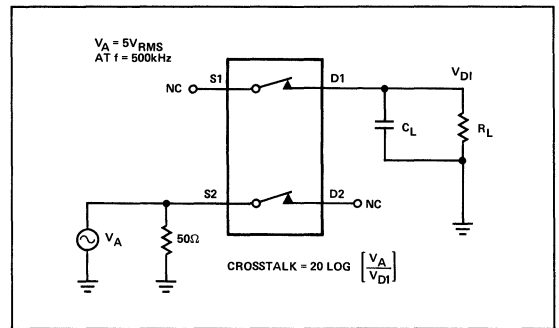 V_A = 5V_RMS
AT f = 500kHz
NC S1 D1 V_D1
C_L R_L
S2 D2 NC
V_A 50Ω
CROSSTALK = 20 LOG [V_A / V_D1]